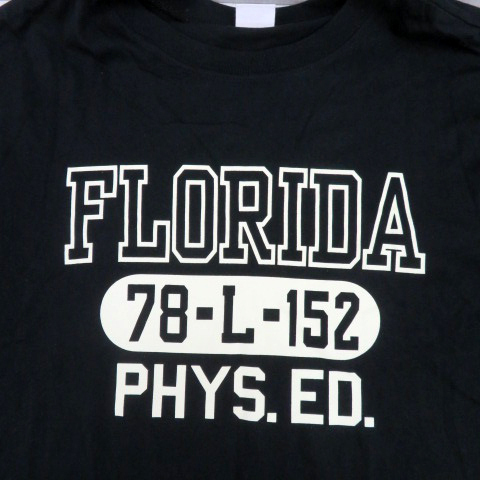 FLORIDA
78-L-152
PHYS. ED.